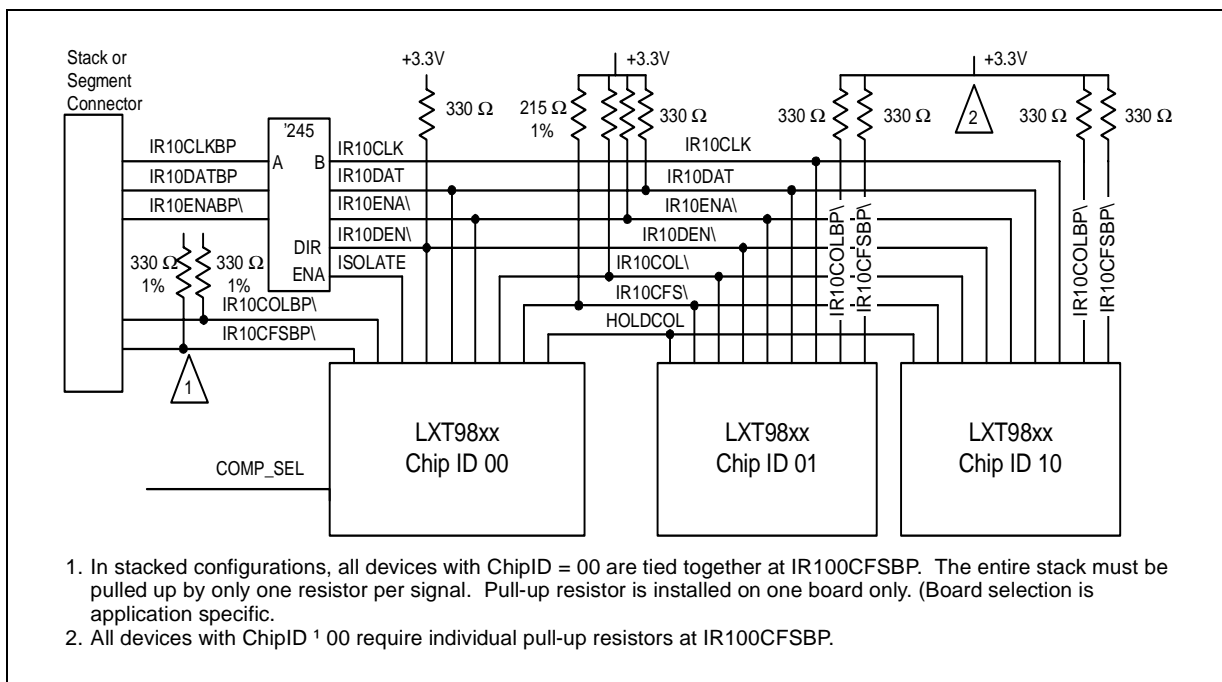 Stack or
Segment
Connector
+3.3V
+3.3V
+3.3V
330 Ω
215 Ω
1%
330 Ω
330 Ω
330 Ω
2
330 Ω
330 Ω
'245
A
B
DIR
ENA
IR10CLKBP
IR10DATBP
IR10ENABP\
IR10CLK
IR10DAT
IR10ENA\
IR10DEN\
ISOLATE
IR10CLK
IR10DAT
IR10ENA\
IR10DEN\
IR10COL\
IR10CFS\
HOLDCOL
IR10COLBP\
IR10CFSBP\
IR10COLBP\
IR10CFSBP\
330 Ω
1%
330 Ω
1%
IR10COLBP\
IR10CFSBP\
1
LXT98xx
Chip ID 00
LXT98xx
Chip ID 01
LXT98xx
Chip ID 10
COMP_SEL
1. In stacked configurations, all devices with ChipID = 00 are tied together at IR100CFSBP. The entire stack must be
pulled up by only one resistor per signal. Pull-up resistor is installed on one board only. (Board selection is
application specific.
2. All devices with ChipID ¹ 00 require individual pull-up resistors at IR100CFSBP.